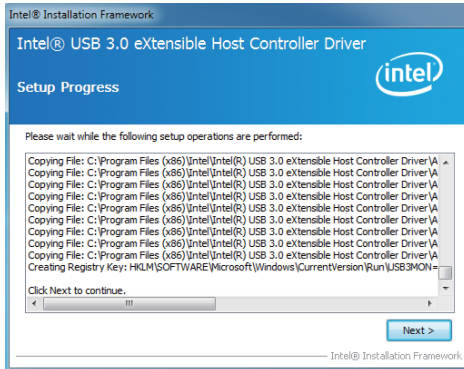 Intel® Installation Framework
Intel® USB 3.0 eXtensible Host Controller Driver
intel
Setup Progress
Please wait while the following setup operations are performed:
Copying File: C:\Program Files (x86)\Intel\Intel(R) USB 3.0 eXtensible Host Controller Driver\A
Copying File: C:\Program Files (x86)\Intel\Intel(R) USB 3.0 eXtensible Host Controller Driver\A
Copying File: C:\Program Files (x86)\Intel\Intel(R) USB 3.0 eXtensible Host Controller Driver\A
Copying File: C:\Program Files (x86)\Intel\Intel(R) USB 3.0 eXtensible Host Controller Driver\A
Copying File: C:\Program Files (x86)\Intel\Intel(R) USB 3.0 eXtensible Host Controller Driver\A
Copying File: C:\Program Files (x86)\Intel\Intel(R) USB 3.0 eXtensible Host Controller Driver\A
Copying File: C:\Program Files (x86)\Intel\Intel(R) USB 3.0 eXtensible Host Controller Driver\A
Copying File: C:\Program Files (x86)\Intel\Intel(R) USB 3.0 eXtensible Host Controller Driver\A
Copying File: C:\Program Files (x86)\Intel\Intel(R) USB 3.0 eXtensible Host Controller Driver\A
Creating Registry Key: HKLM\SOFTWARE\Microsoft\Windows\CurrentVersion\Run\USB3MON=
Click Next to continue.
Next >
Intel® Installation Framework